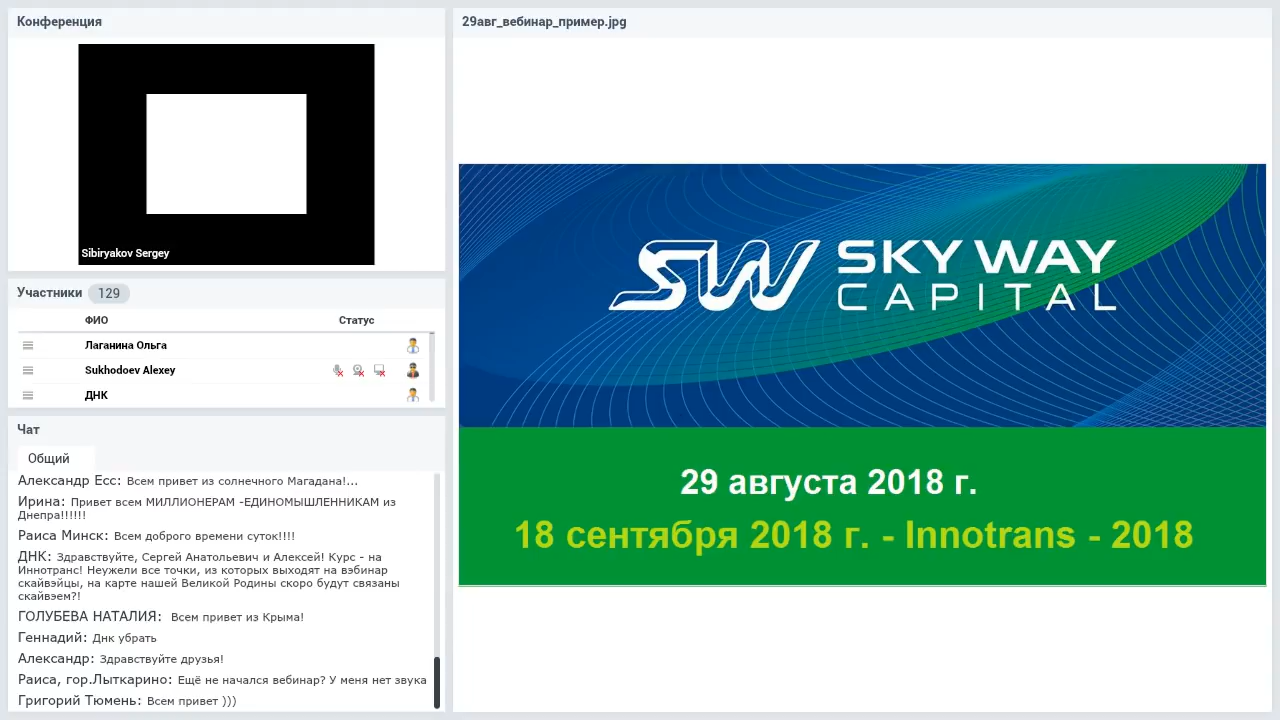 Конференция
Sibiryakov Sergey
Участники 129
ФИО Статус
Лаганина Ольга
Sukhodoev Alexey
ДНК
Чат
Общий
Александр Есс: Всем привет из солнечного Магадана!...
Ирина: Привет всем МИЛЛИОНЕРАМ -ЕДИНОМЫШЛЕННИКАМ из
Днепра!!!!!!
Раиса Минск: Всем доброго времени суток!!!!
ДНК: Здравствуйте, Сергей Анатольевич и Алексей! Курс - на
Иннотранс! Неужели все точки, из которых выходят на вэбинар
скайвэйцы, на карте нашей Великой Родины скоро будут связаны
скайвэем?!
ГОЛУБЕВА НАТАЛИЯ: Всем привет из Крыма!
Геннадий: Днк убрать
Александр: Здравствуйте друзья!
Раиса, гор.Лыткарино: Ещё не начался вебинар? У меня нет звука
Григорий Тюмень: Всем привет )))
29авг_вебинар_пример.jpg
SW SKY WAY
CAPITAL
29 августа 2018 г.
18 сентября 2018 г. - Innotrans - 2018